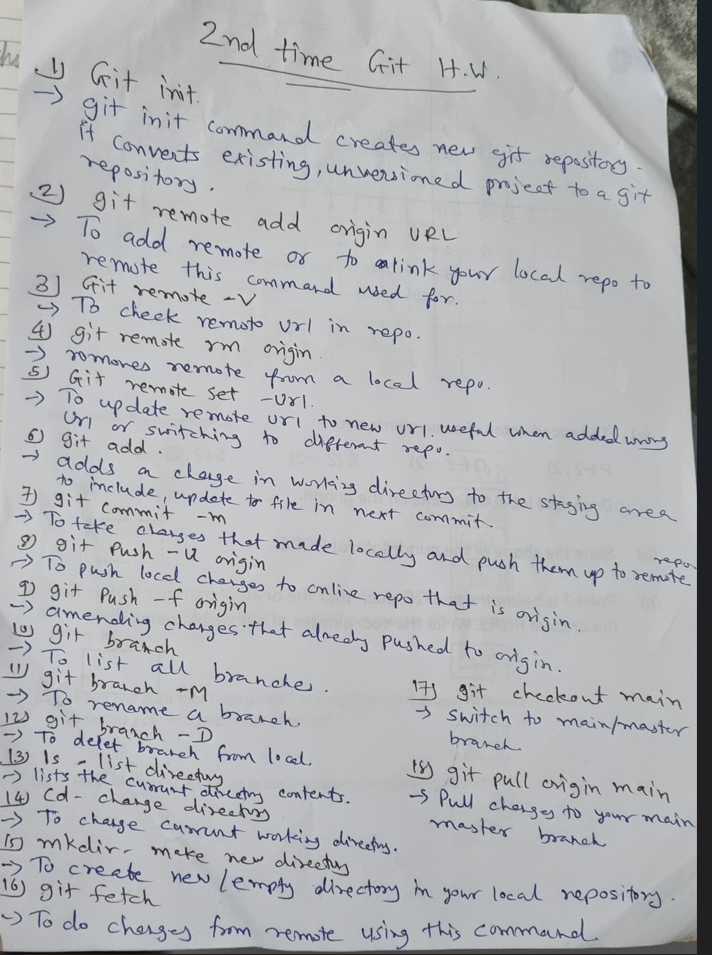 2nd time Git H.W.
1) Git init.
→ git init command creates new git repository.
it converts existing, unversioned project to a git
repository.
2) git remote add origin URL
→ To add remote or to link your local repo to
remote this command used for.
3) Git remote -V
→ To check remote url in repo.
4) git remote rm origin.
→ romoves remote from a local repo.
5) Git remote set -Url.
→ To update remote url to new url. useful when added wrong
Url or switching to different repo.
6) git add .
→ adds a change in working directory to the staging area
to include, update to file in next commit.
7) git commit -m
→ To take changes that made locally and push them up to remote repo
8) git Push -u origin
→ To push local changes to online repo that is origin.
9) git Push -f origin
→ amending changes that already pushed to origin.
10) git branch
→ To list all branches.
11) git branch -M
→ To rename a branch
12) git branch -D
→ To delet branch from local.
13) ls - list directory
→ lists the currunt directory contents.
14) Cd - change directory
→ To change currunt working directory.
15) mkdir - make new directory
→ To create new/empty directory in your local repository.
16) git fetch
→ To do changes from remote using this command.
17) git checkout main
→ switch to main/master
branch
18) git pull origin main
→ Pull changes to your main
master branch